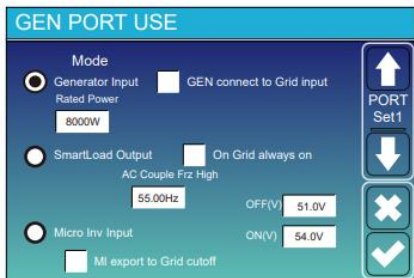 GEN PORT USE
Mode
Generator Input GEN connect to Grid input
Rated Power
8000W
PORT
Set1
SmartLoad Output On Grid always on
AC Couple Frz High
55.00Hz
OFF(V) 51.0V
Micro Inv Input ON(V) 54.0V
MI export to Grid cutoff